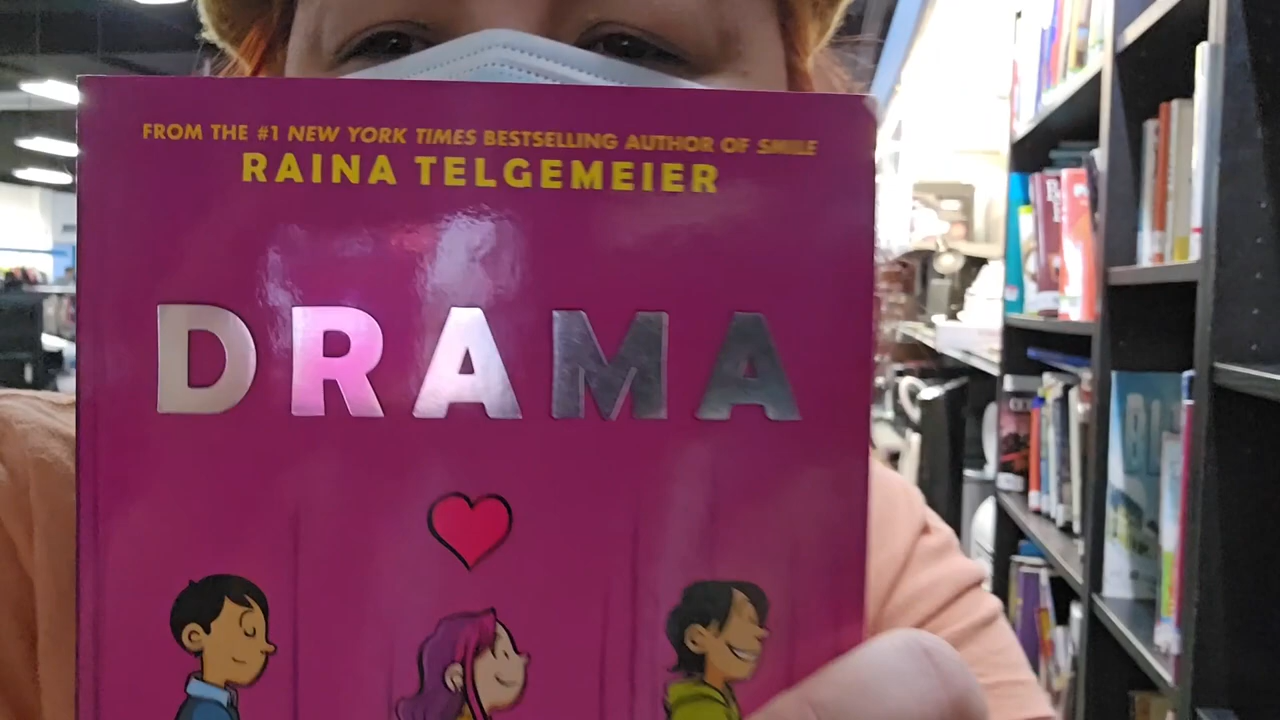 FROM THE #1 NEW YORK TIMES BESTSELLING AUTHOR OF SMILE
RAINA TELGEMEIER
DRAMA